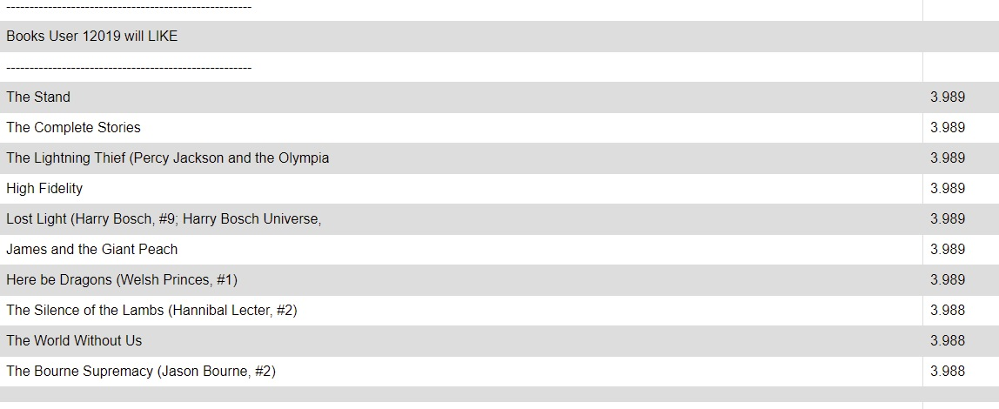 ------------------------------------------------------
Books User 12019 will LIKE
------------------------------------------------------
The Stand 3.989
The Complete Stories 3.989
The Lightning Thief (Percy Jackson and the Olympia 3.989
High Fidelity 3.989
Lost Light (Harry Bosch, #9; Harry Bosch Universe, 3.989
James and the Giant Peach 3.989
Here be Dragons (Welsh Princes, #1) 3.989
The Silence of the Lambs (Hannibal Lecter, #2) 3.988
The World Without Us 3.988
The Bourne Supremacy (Jason Bourne, #2) 3.988